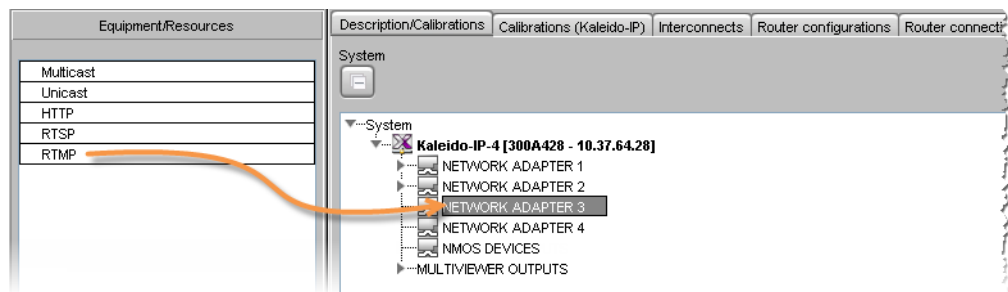 Equipment/Resources
Multicast
Unicast
HTTP
RTSP
RTMP
Description/Calibrations
Calibrations (Kaleido-IP)
Interconnects
Router configurations
Router
System
System
Kaleido-IP-4 [300A428 - 10.37.64.28]
NETWORK ADAPTER 1
NETWORK ADAPTER 2
NETWORK ADAPTER 3
NETWORK ADAPTER 4
NMOS DEVICES
MULTIVIEWER OUTPUTS